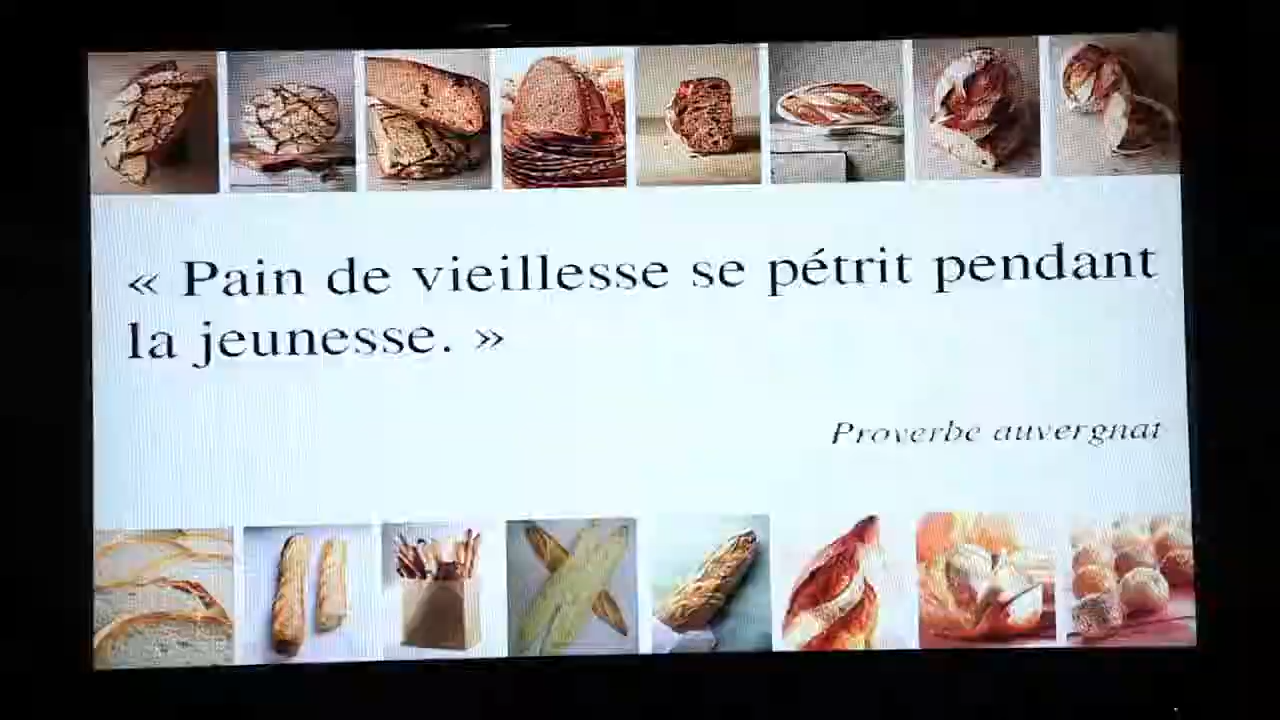 « Pain de vieillesse se pétrit pendant
la jeunesse. »
Proverbe auvergnat